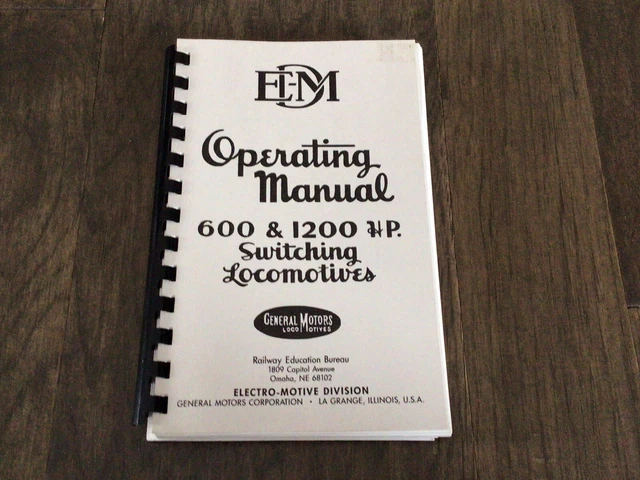 EMD
Operating
Manual
600 & 1200 HP.
Switching
Locomotives
GENERAL MOTORS
LOCOMOTIVES
Railway Education Bureau
1809 Capitol Avenue
Omaha, NE 68102
ELECTRO-MOTIVE DIVISION
GENERAL MOTORS CORPORATION • LA GRANGE, ILLINOIS, U.S.A.